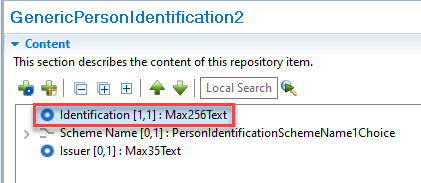 GenericPersonIdentification2
Content
This section describes the content of this repository item.
Local Search
Identification [1,1] : Max256Text
Scheme Name [0,1] : PersonIdentificationSchemeName1Choice
Issuer [0,1] : Max35Text